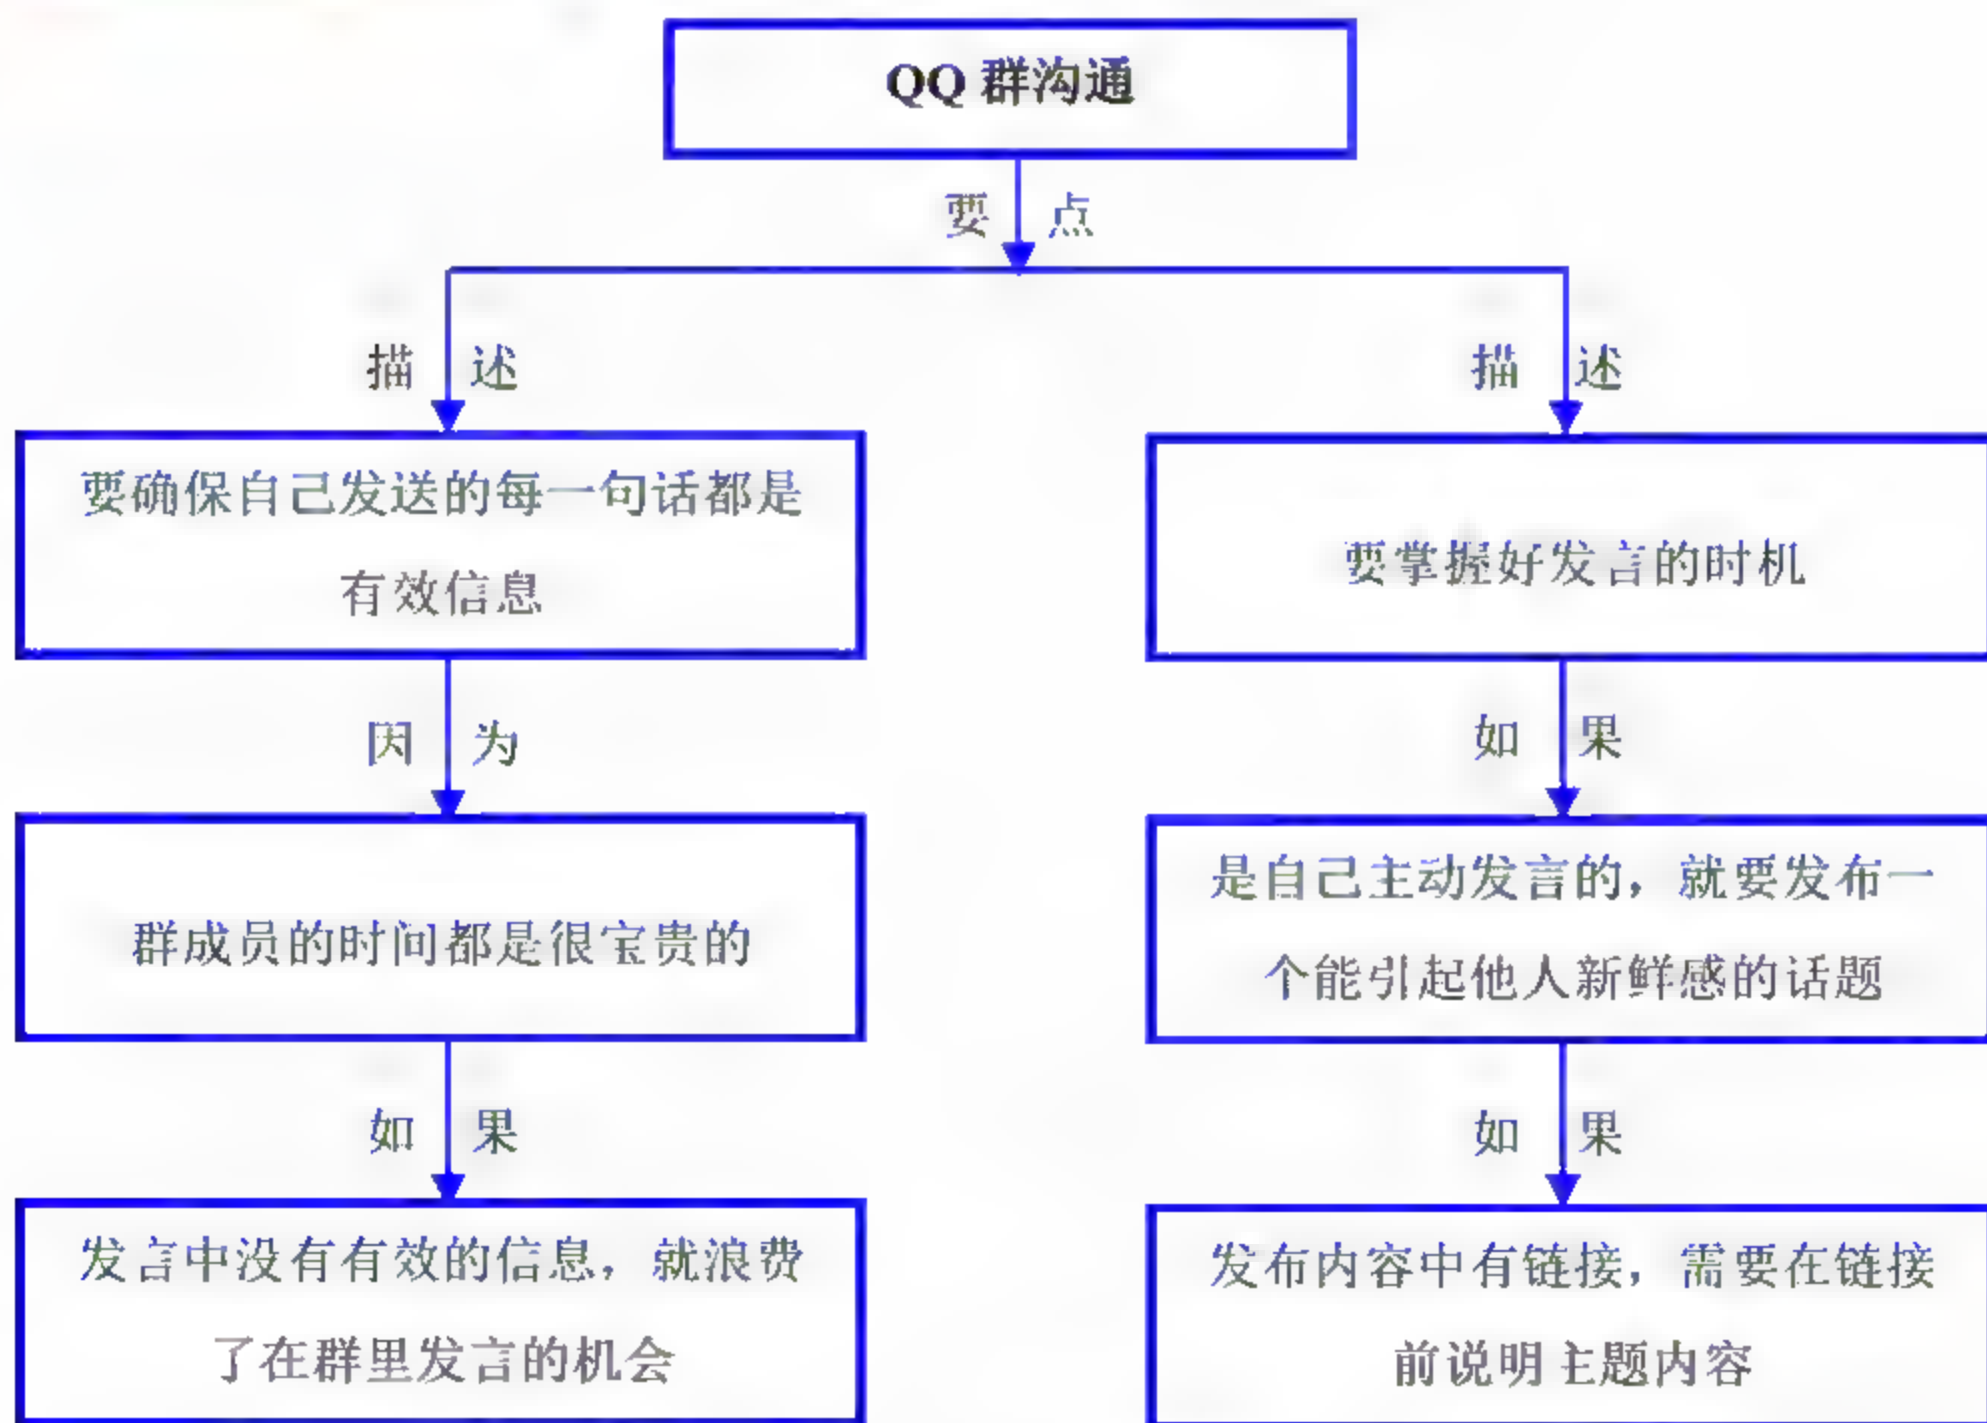 QQ 群沟通
要 点
描 述
要确保自己发送的每一句话都是
有效信息
因 为
群成员的时间都是很宝贵的
如 果
发言中没有有效的信息，就浪费
了在群里发言的机会
描 述
要掌握好发言的时机
如 果
是自己主动发言的，就要发布一
个能引起他人新鲜感的话题
如 果
发布内容中有链接，需要在链接
前说明主题内容